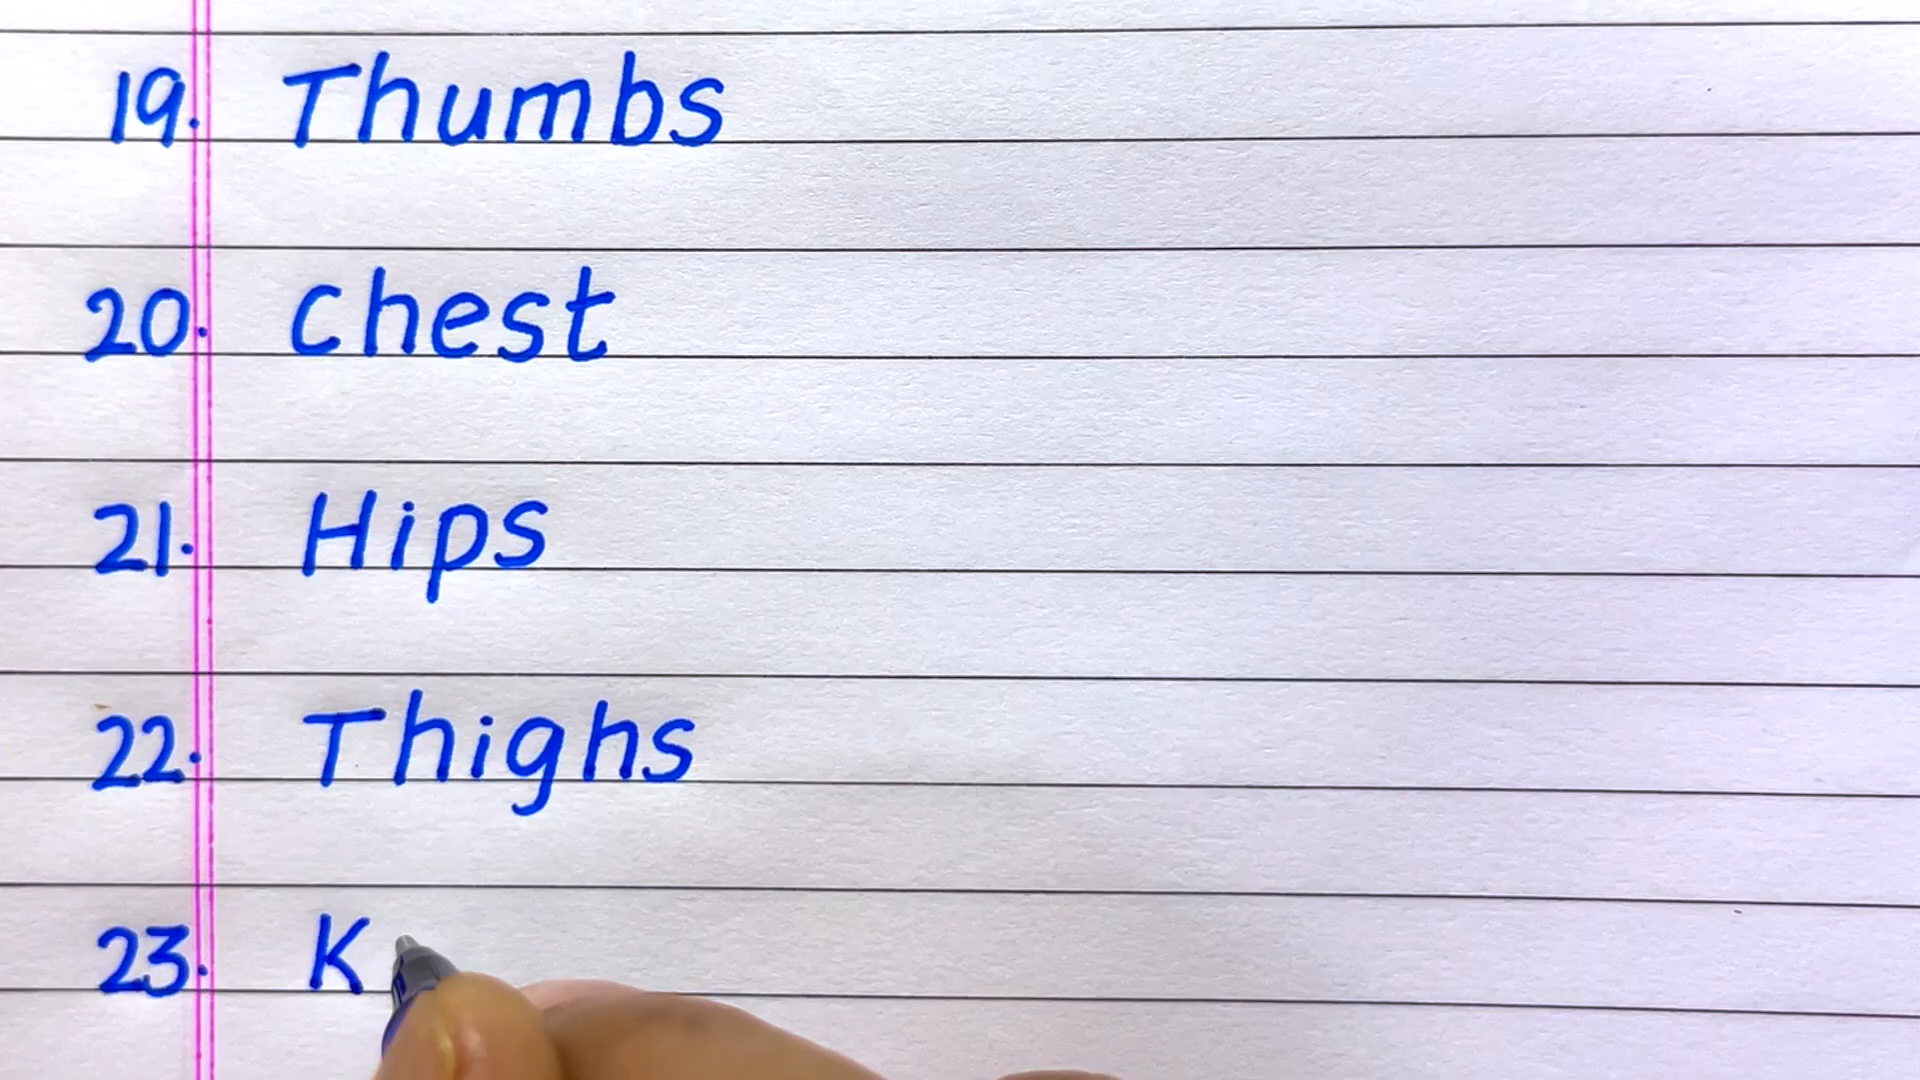 19. Thumbs
20. Chest
21. Hips
22. Thighs
23. K